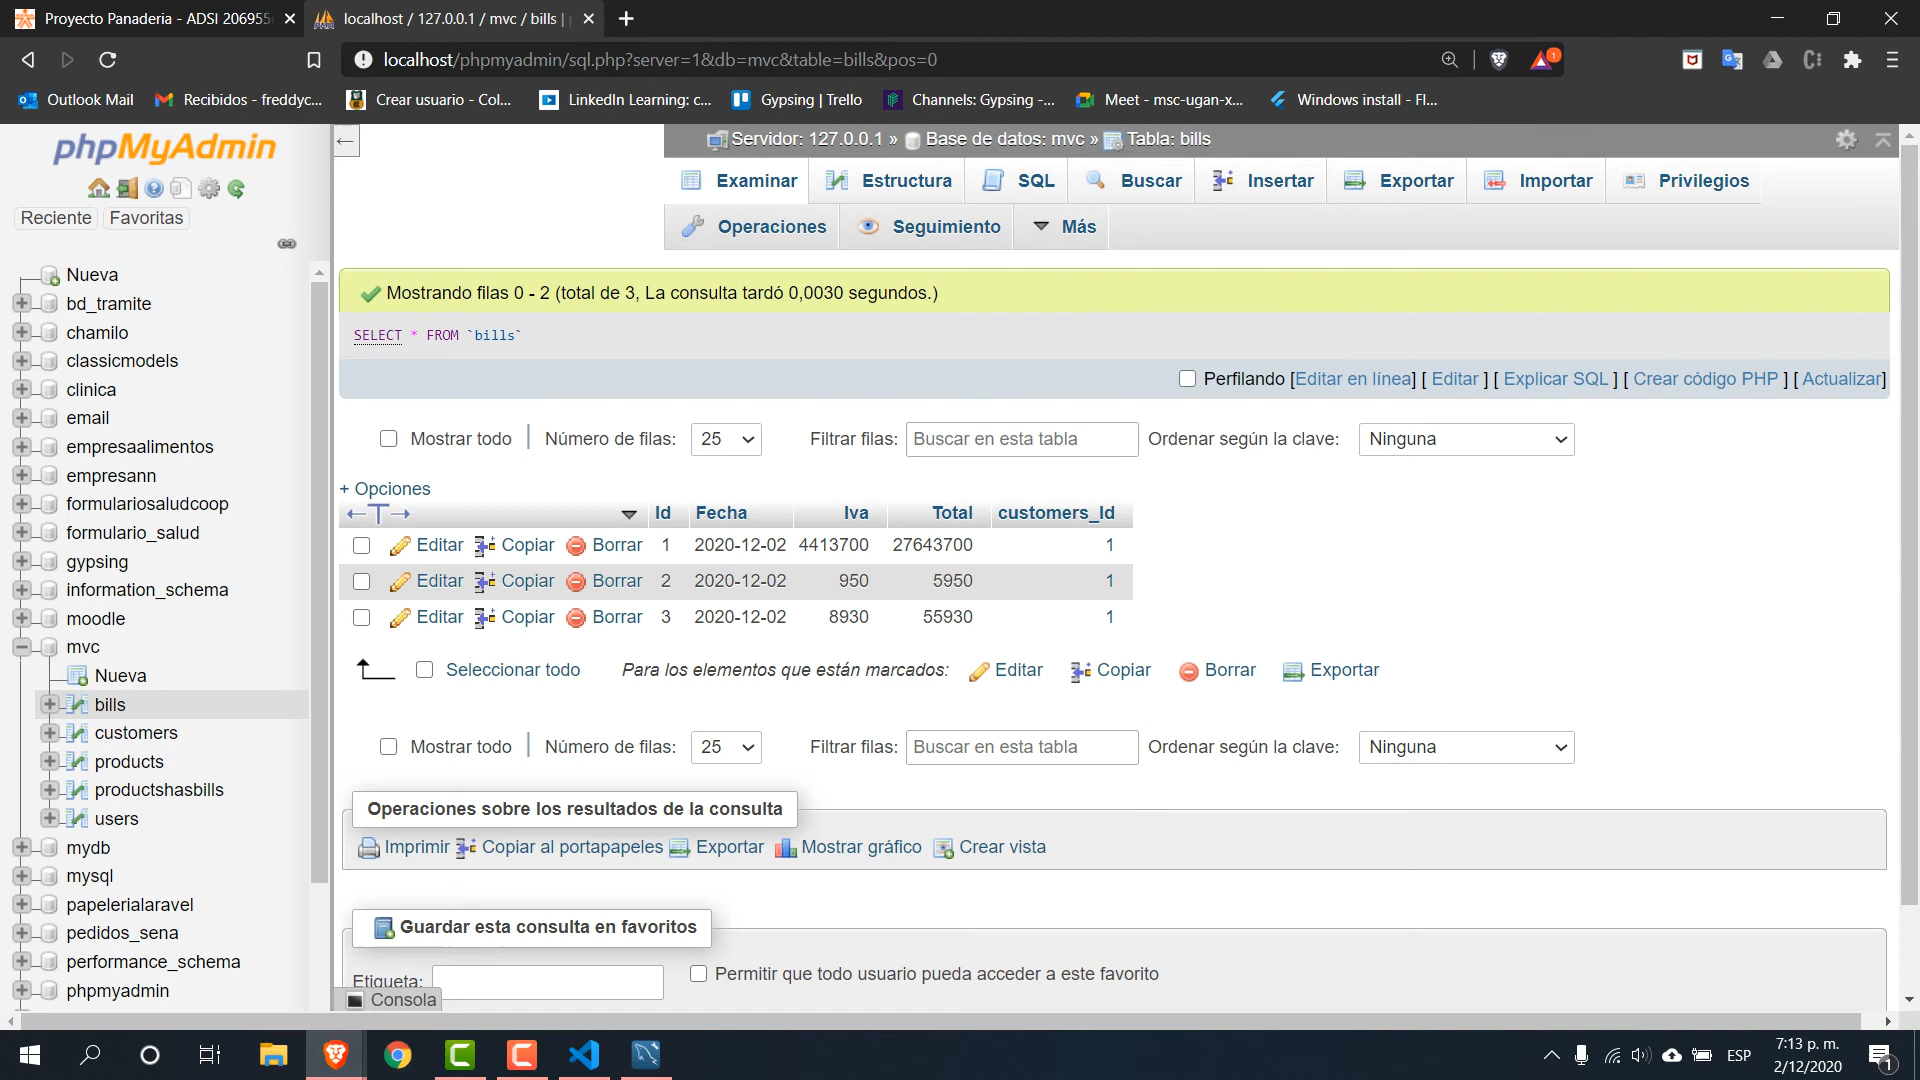 Proyecto Panaderia - ADSI 206955
localhost / 127.0.0.1 / mvc / bills |
localhost/phpmyadmin/sql.php?server=1&db=mvc&table=bills&pos=0
1
Outlook Mail
Recibidos - freddyc...
Crear usuario - Col...
LinkedIn Learning: c...
Gypsing | Trello
Channels: Gypsing -...
Meet - msc-ugan-x...
Windows install - Fl...
phpMyAdmin
Reciente
Favoritas
Nueva
bd_tramite
chamilo
classicmodels
clinica
email
empresaalimentos
empresann
formulariosaludcoop
formulario_salud
gypsing
information_schema
moodle
mvc
Nueva
bills
customers
products
productshasbills
users
mydb
mysql
papelerialaravel
pedidos_sena
performance_schema
phpmyadmin
Servidor: 127.0.0.1 » Base de datos: mvc » Tabla: bills
Examinar Estructura SQL Buscar Insertar Exportar Importar Privilegios
Operaciones Seguimiento Más
Mostrando filas 0 - 2 (total de 3, La consulta tardó 0,0030 segundos.)
SELECT * FROM `bills`
Perfilando [Editar en línea] [ Editar ] [ Explicar SQL ] [ Crear código PHP ] [ Actualizar]
Mostrar todo | Número de filas: 25 Filtrar filas: Buscar en esta tabla Ordenar según la clave: Ninguna
+ Opciones
←T→ Id Fecha Iva Total customers_Id
Editar Copiar Borrar 1 2020-12-02 4413700 27643700 1
Editar Copiar Borrar 2 2020-12-02 950 5950 1
Editar Copiar Borrar 3 2020-12-02 8930 55930 1
Seleccionar todo Para los elementos que están marcados: Editar Copiar Borrar Exportar
Mostrar todo | Número de filas: 25 Filtrar filas: Buscar en esta tabla Ordenar según la clave: Ninguna
Operaciones sobre los resultados de la consulta
Imprimir Copiar al portapapeles Exportar Mostrar gráfico Crear vista
Guardar esta consulta en favoritos
Etiqueta: Permitir que todo usuario pueda acceder a este favorito
Consola
ESP
7:13 p. m.
2/12/2020
1